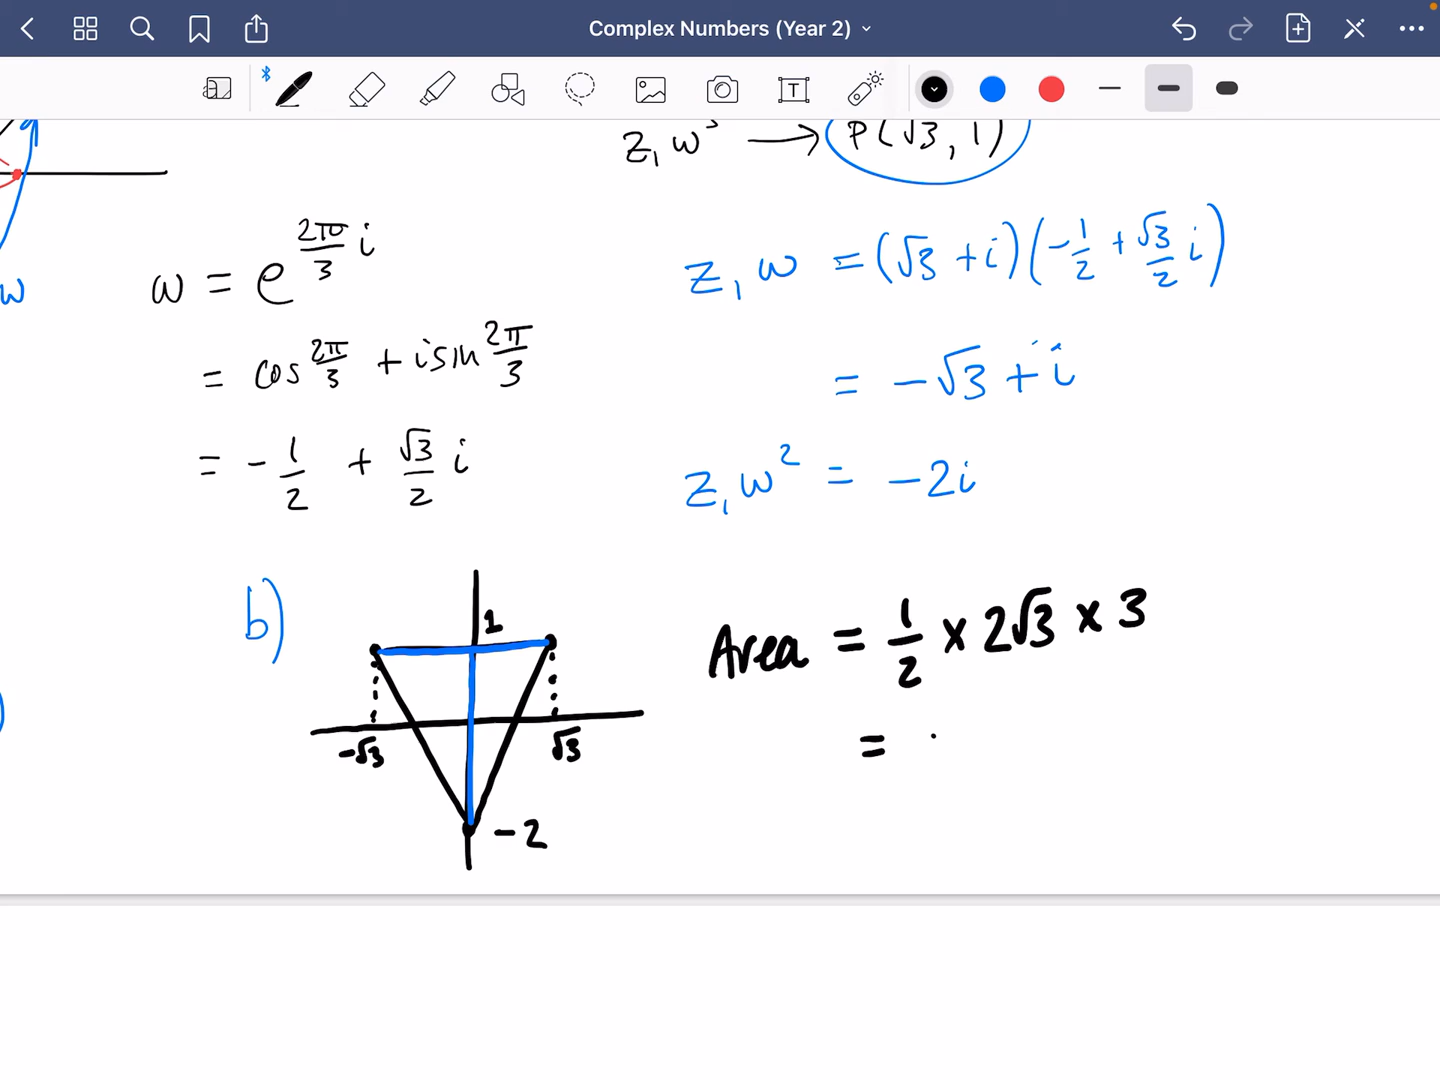 Complex Numbers (Year 2)
z₁w³ → P(√3, 1)
w = e^(2π/3 i)
= cos 2π/3 + i sin 2π/3
= -1/2 + √3/2 i
z₁w = (√3 + i)(-1/2 + √3/2 i)
= -√3 + i
z₁w² = -2i
w
b)
1
-√3
√3
-2
Area = 1/2 × 2√3 × 3
=